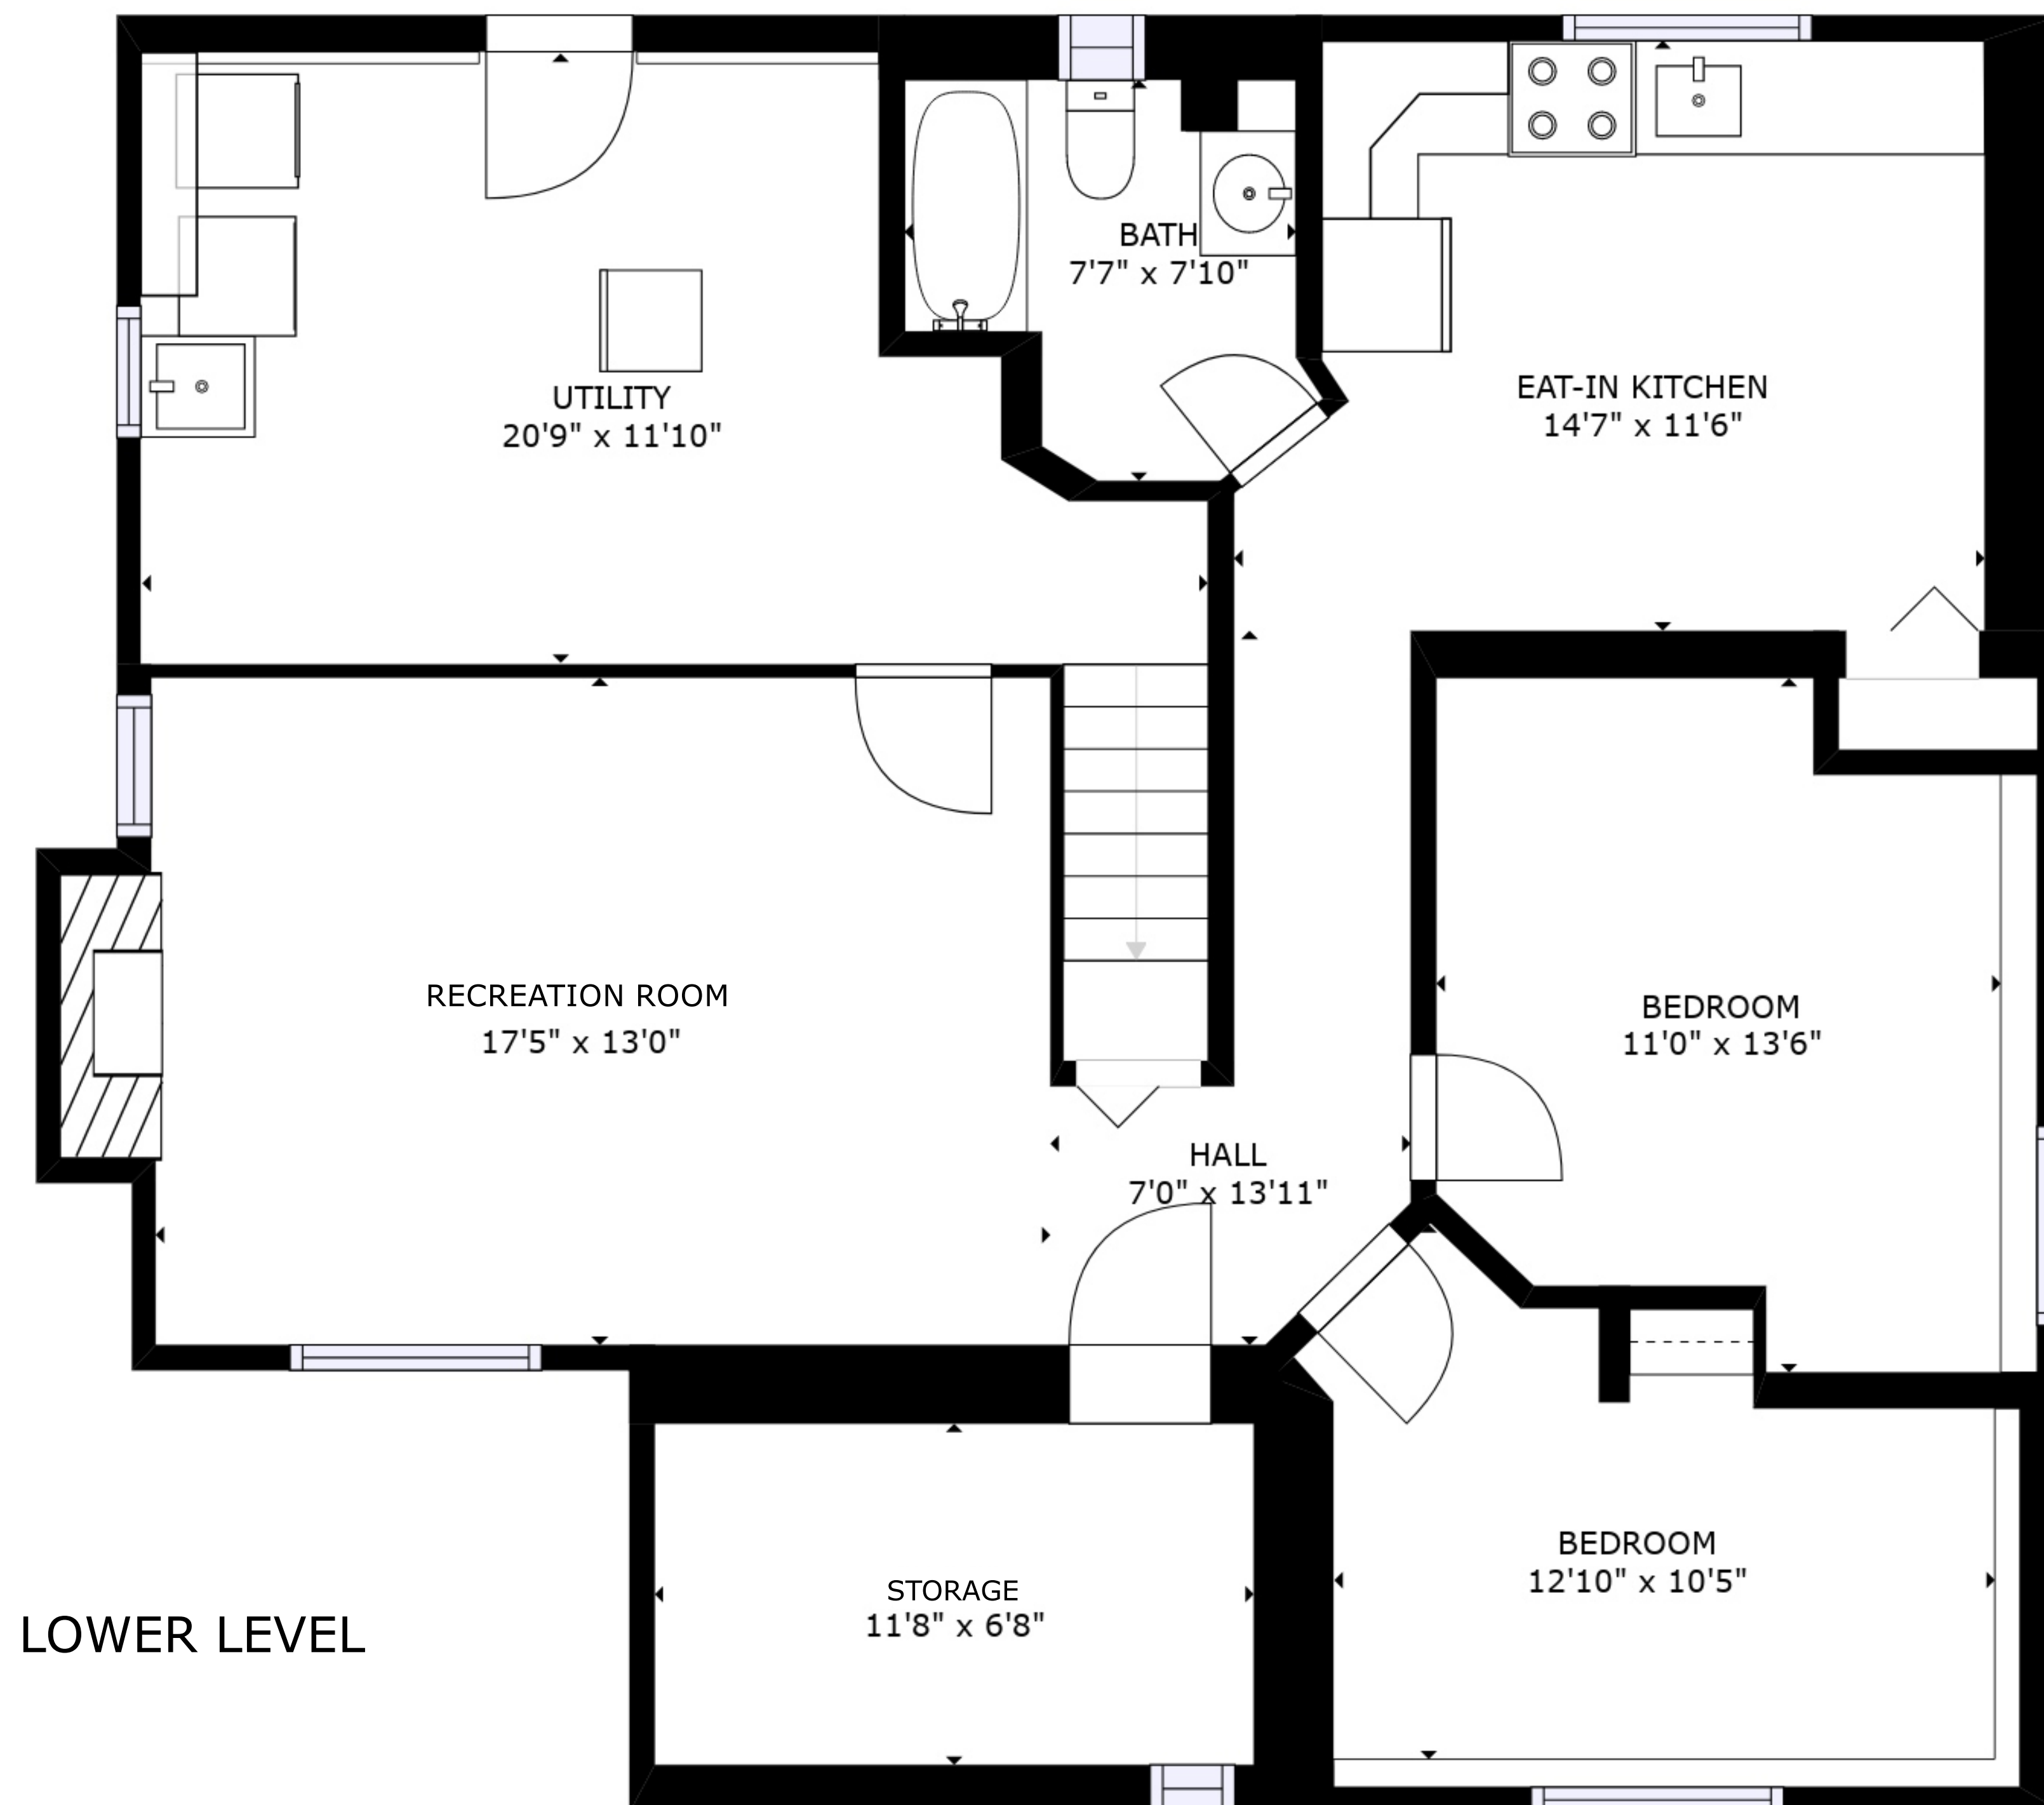 BATH
7'7" x 7'10"
UTILITY
20'9" x 11'10"
EAT-IN KITCHEN
14'7" x 11'6"
RECREATION ROOM
17'5" x 13'0"
BEDROOM
11'0" x 13'6"
HALL
7'0" x 13'11"
BEDROOM
12'10" x 10'5"
STORAGE
11'8" x 6'8"
LOWER LEVEL